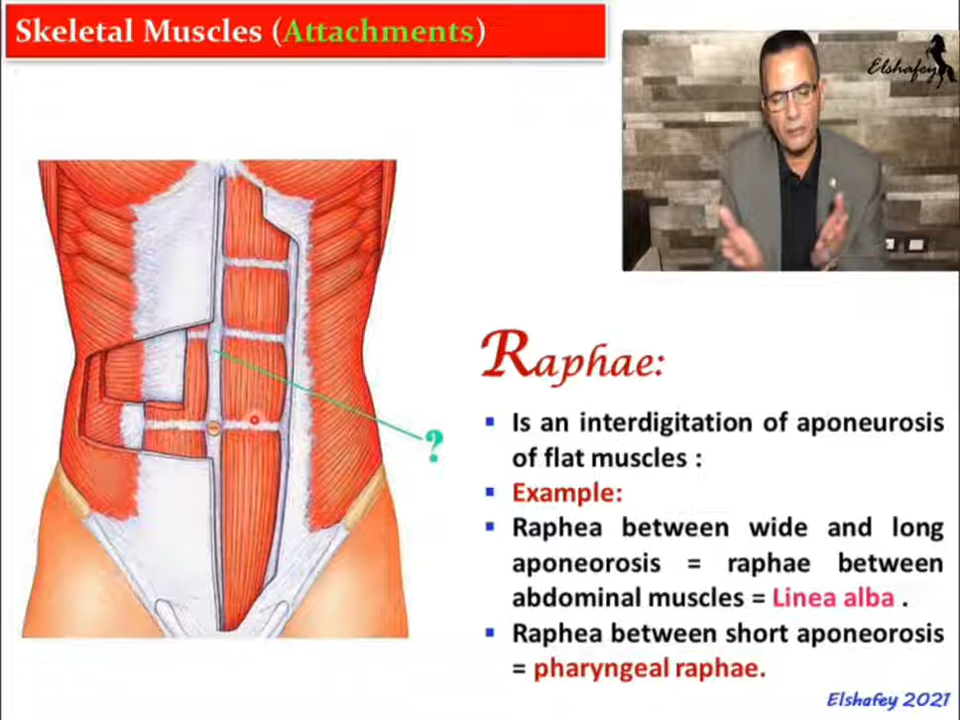 Skeletal Muscles (Attachments)
Elshafey
Raphae:
▪ Is an interdigitation of aponeurosis
of flat muscles :
▪ Example:
▪ Raphea between wide and long
aponeorosis = raphae between
abdominal muscles = Linea alba .
▪ Raphea between short aponeorosis
= pharyngeal raphae.
?
Elshafey 2021